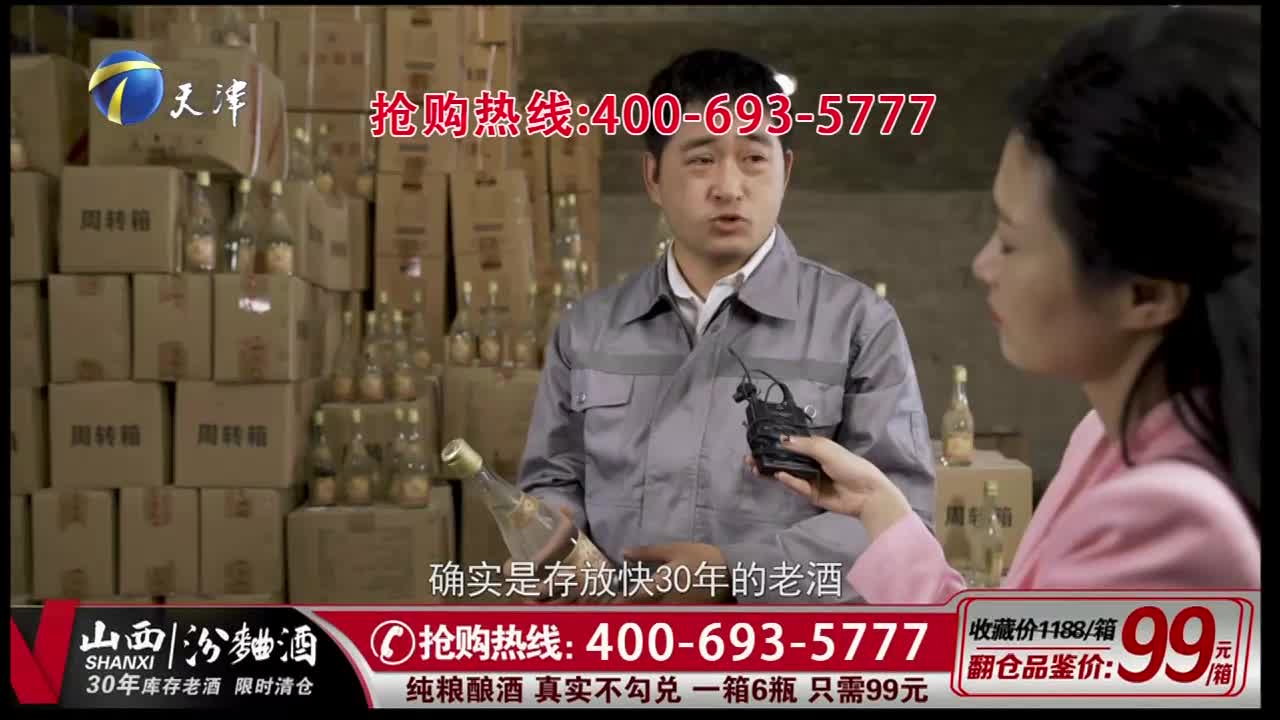 天津
抢购热线:400-693-5777
周转箱
周转箱
周转箱
周转箱
确实是存放快30年的老酒
山西
SHANXI
汾麯酒
30年库存老酒 限时清仓
抢购热线: 400-693-5777
纯粮酿酒 真实不勾兑 一箱6瓶 只需99元
收藏价1188/箱
翻仓品鉴价:99元/箱